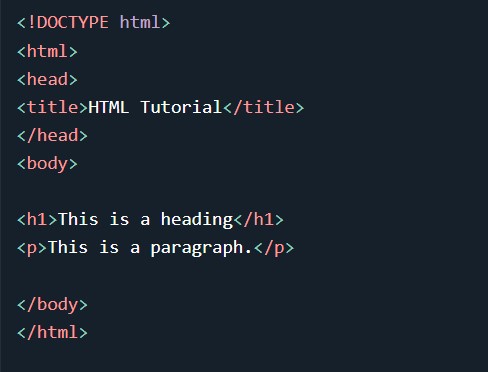 <!DOCTYPE html>
<html>
<head>
<title>HTML Tutorial</title>
</head>
<body>
<h1>This is a heading</h1>
<p>This is a paragraph.</p>
</body>
</html>